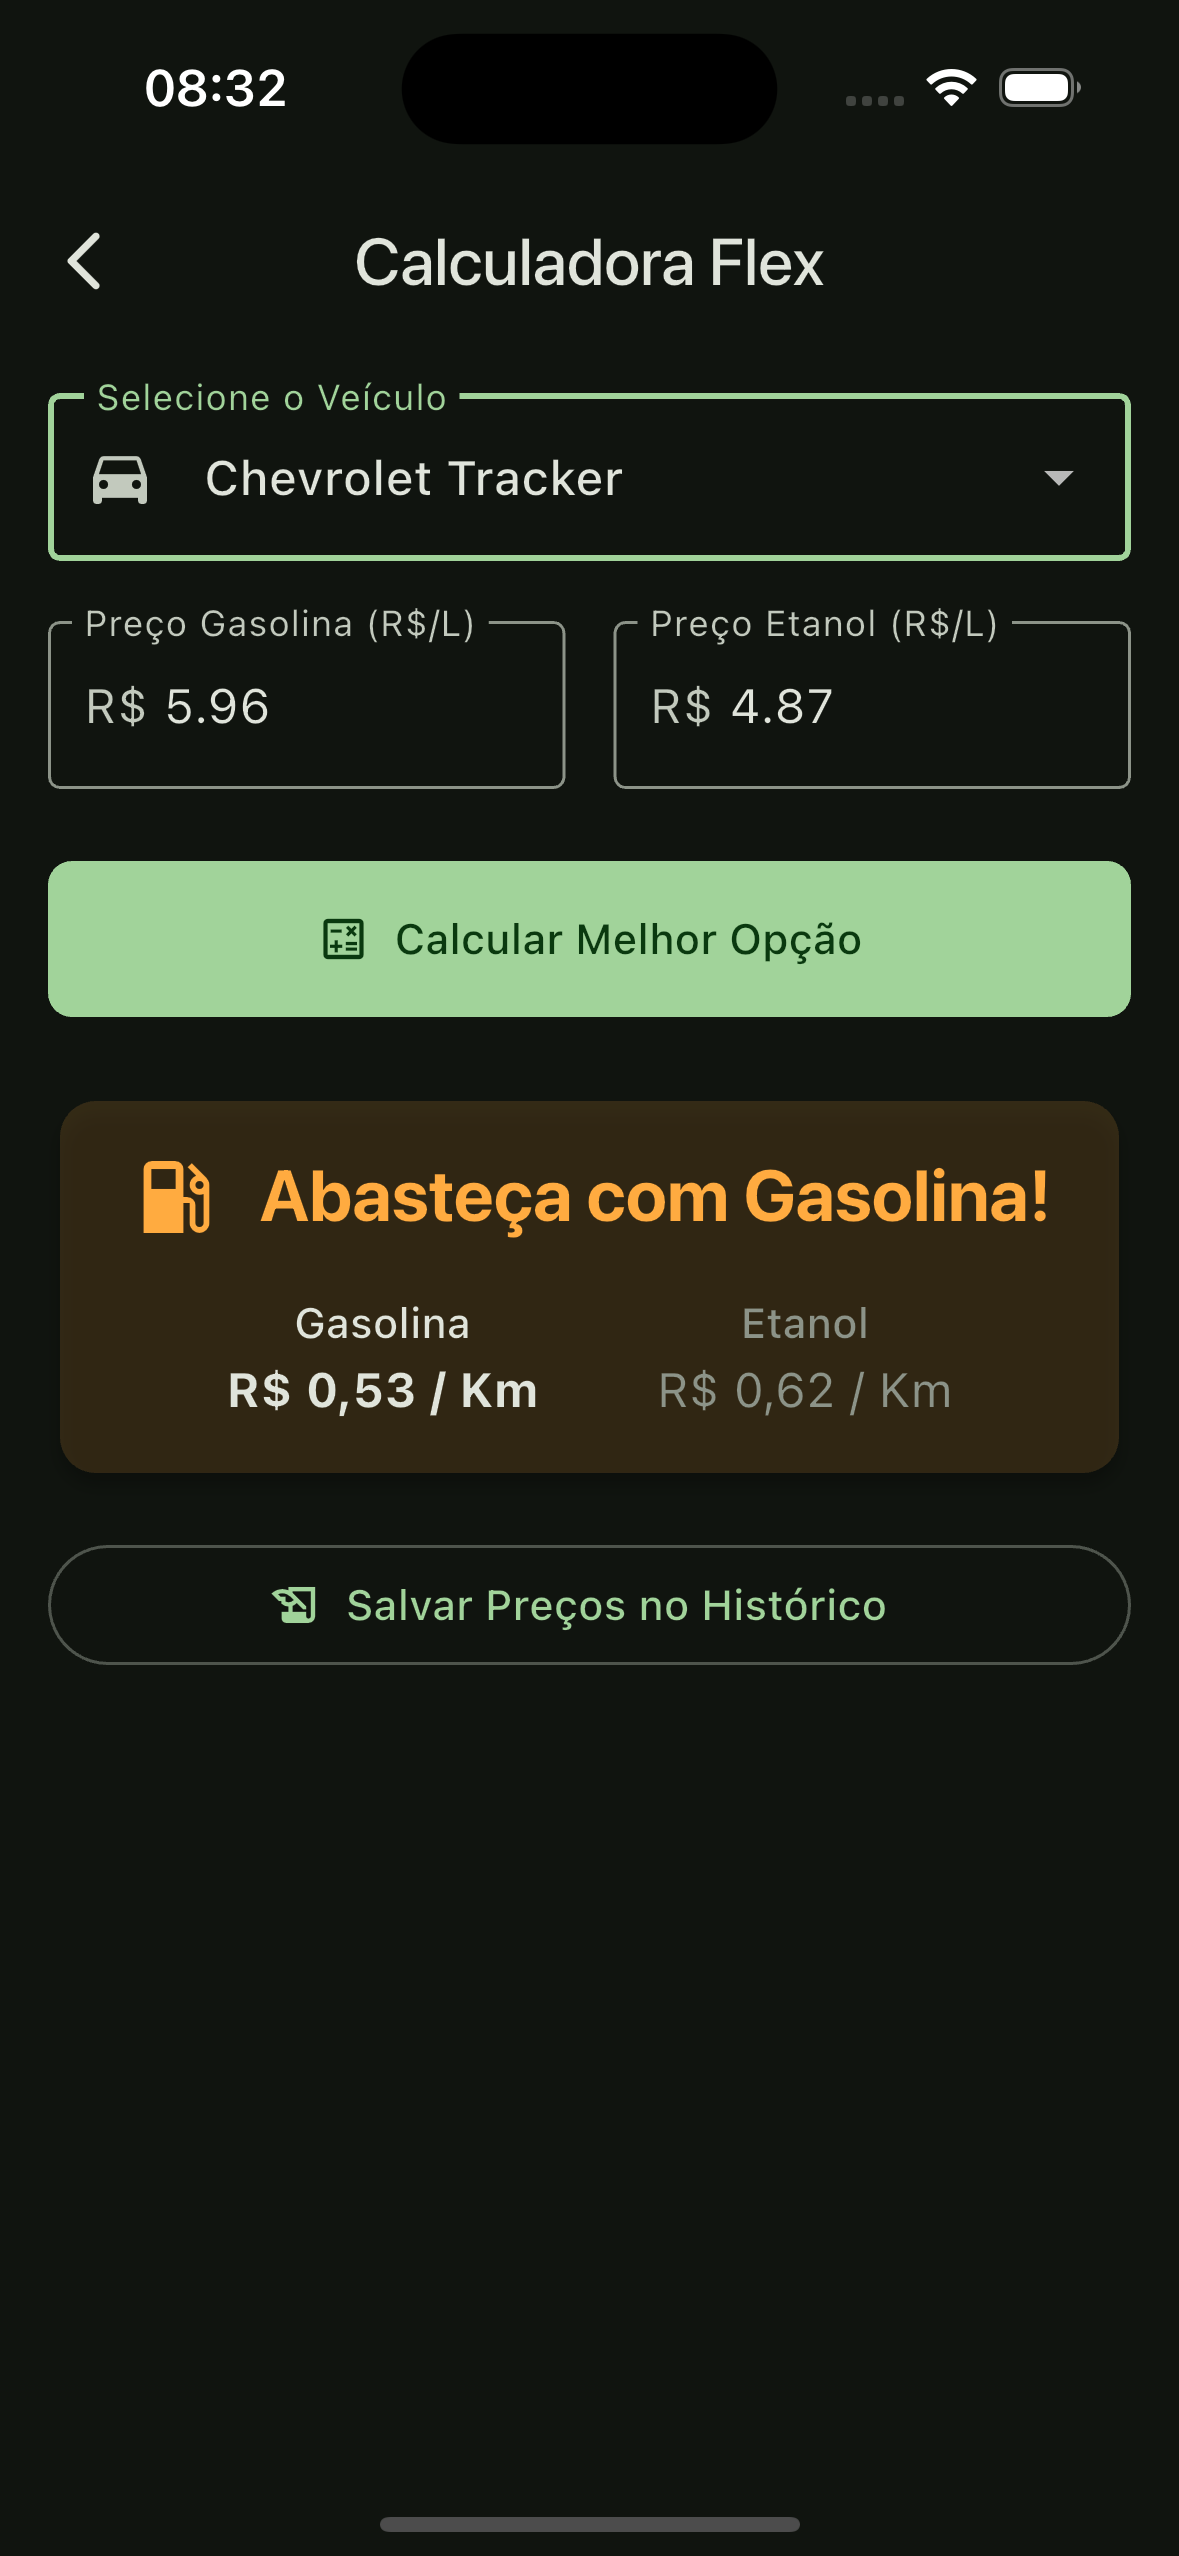 08:32
Calculadora Flex
Selecione o Veículo
Chevrolet Tracker
Preço Gasolina (R$/L)
R$ 5.96
Preço Etanol (R$/L)
R$ 4.87
Calcular Melhor Opção
Abasteça com Gasolina!
Gasolina
R$ 0,53 / Km
Etanol
R$ 0,62 / Km
Salvar Preços no Histórico